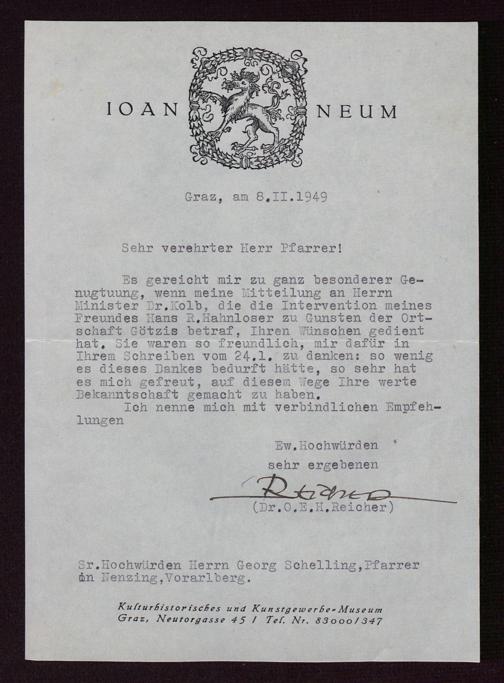 IOANNEUM
Graz, am 8.II.1949
Sehr verehrter Herr Pfarrer!
Es gereicht mir zu ganz besonderer Ge-
nugtuung, wenn meine Mitteilung an Herrn
Minister Dr.Kolb, die die Intervention meines
Freundes Hans R.Hahnloser zu Gunsten der Ort-
schaft Götzis betraf, Ihren Wünschen gedient
hat. Sie waren so freundlich, mir dafür in
Ihrem Schreiben vom 24.1. zu danken: so wenig
es dieses Dankes bedurft hätte, so sehr hat
es mich gefreut, auf diesem Wege Ihre werte
Bekanntschaft gemacht zu haben.
Ich nenne mich mit verbindlichen Empfeh-
lungen
Ew.Hochwürden
sehr ergebenen
Reicher
(Dr.O.E.H.Reicher)
Sr.Hochwürden Herrn Georg Schelling,Pfarrer
in Nenzing,Vorarlberg.
Kulturhistorisches und Kunstgewerbe-Museum
Graz, Neutorgasse 45 / Tel. Nr. 83000/347